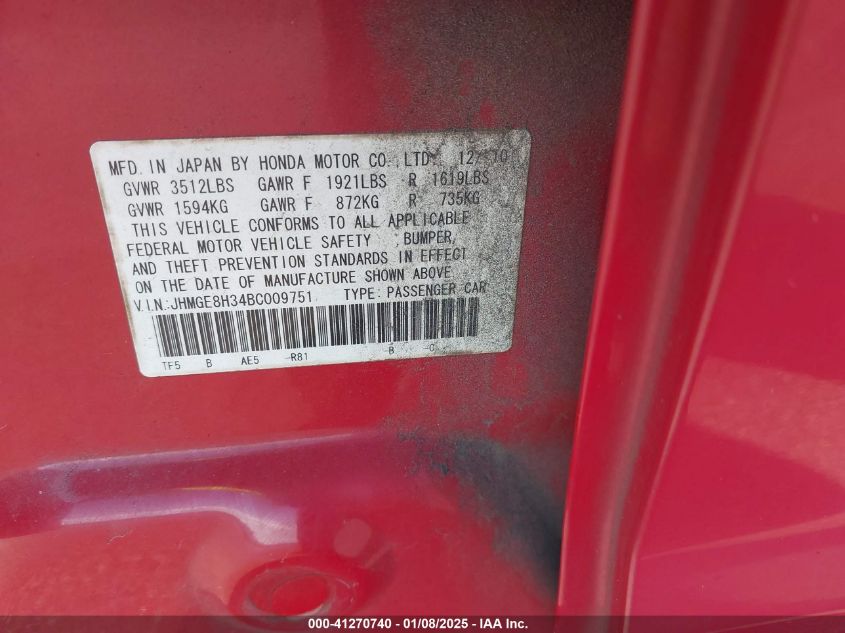 MFD. IN JAPAN BY HONDA MOTOR CO., LTD. 12/10
GVWR 3512LBS GAWR F 1921LBS R 1619LBS
GVWR 1594KG GAWR F 872KG R 735KG
THIS VEHICLE CONFORMS TO ALL APPLICABLE
FEDERAL MOTOR VEHICLE SAFETY , BUMPER,
AND THEFT PREVENTION STANDARDS IN EFFECT
ON THE DATE OF MANUFACTURE SHOWN ABOVE
V.I.N.:JHMGE8H34BC009751 TYPE: PASSENGER CAR
TF5 B AE5 -R81 -B -C
000-41270740 - 01/08/2025 - IAA Inc.